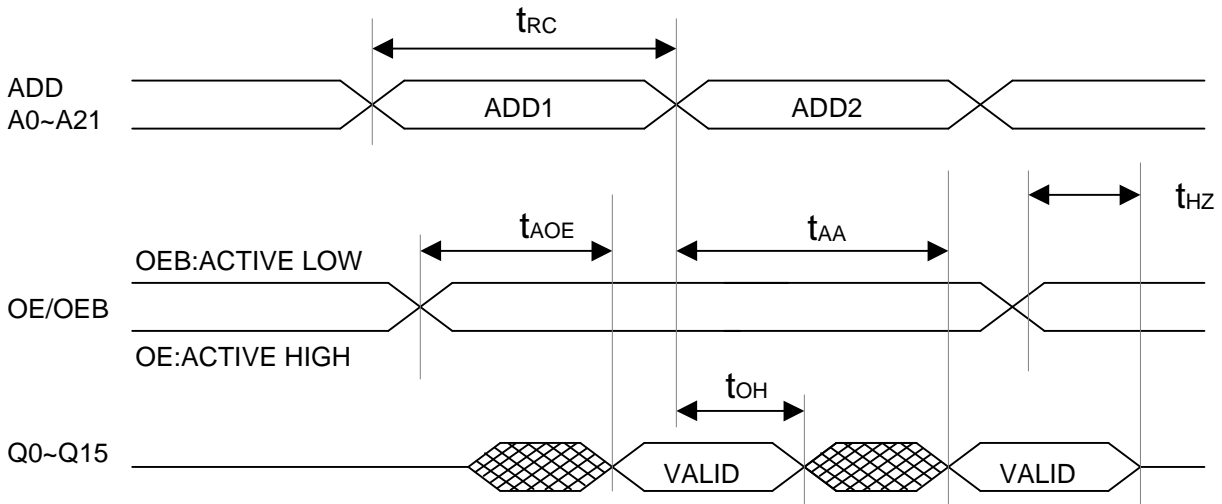 tRC
ADD
A0~A21
ADD1
ADD2
tHZ
tAOE
tAA
OEB:ACTIVE LOW
OE/OEB
OE:ACTIVE HIGH
tOH
Q0~Q15
VALID
VALID